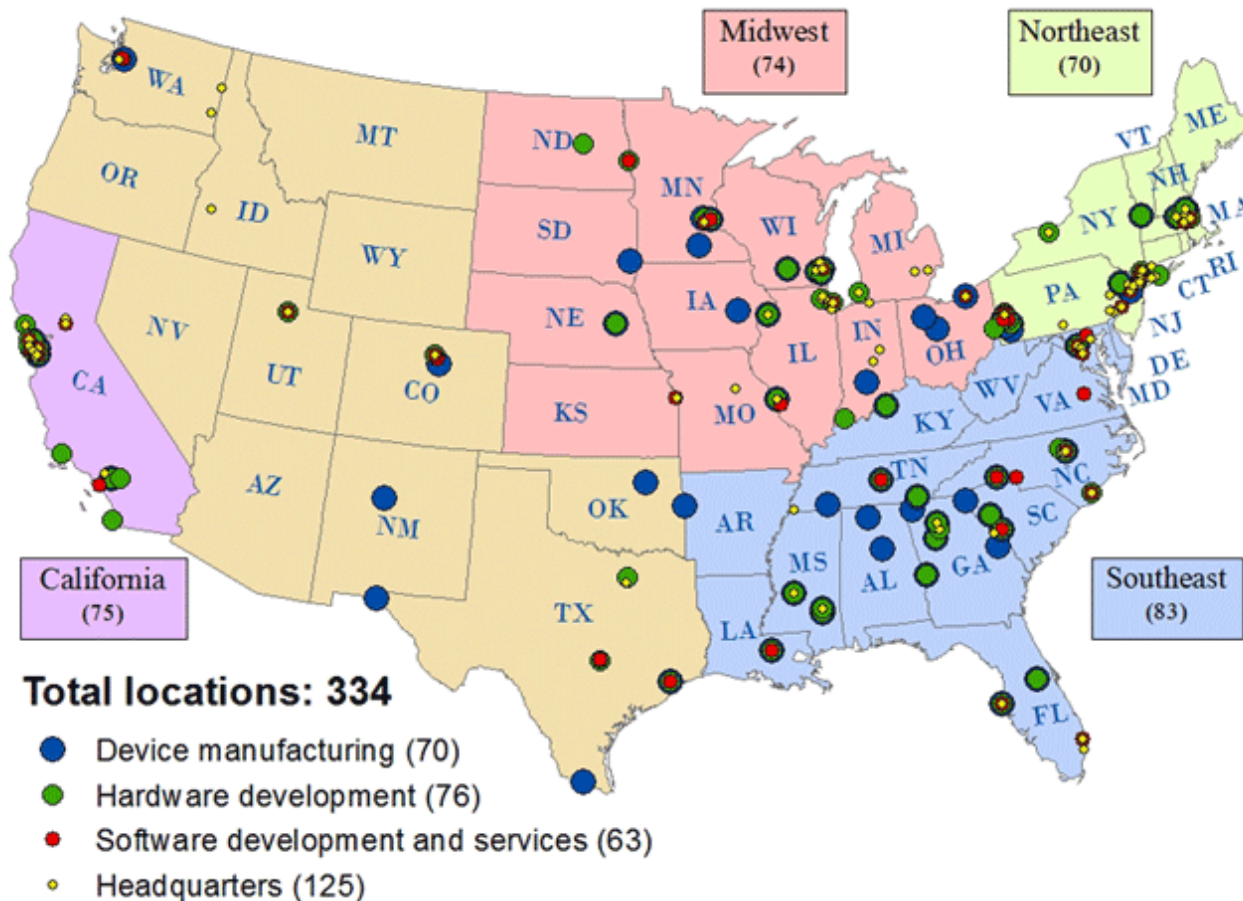 Midwest
(74)
Northeast
(70)
WA
MT
ND
MN
VT
ME
NH
OR
ID
SD
WI
MI
NY
MA
WY
RI
CT
NV
NE
IA
PA
NJ
CA
UT
CO
IL
IN
OH
DE
MD
KS
MO
WV
VA
KY
AZ
NM
OK
AR
TN
NC
SC
California
(75)
MS
AL
GA
Southeast
(83)
TX
LA
FL
Total locations: 334
Device manufacturing (70)
Hardware development (76)
Software development and services (63)
Headquarters (125)